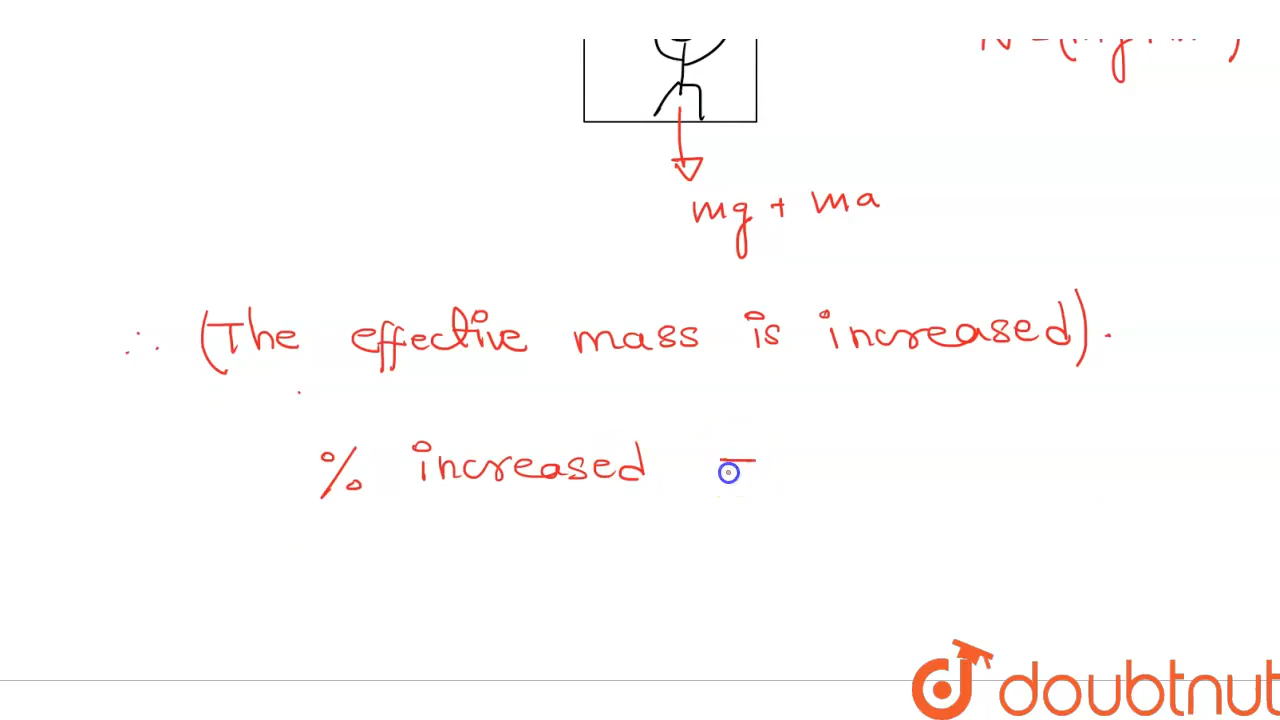 mg + ma
∴ (The effective mass is increased).
% increased
doubtnut